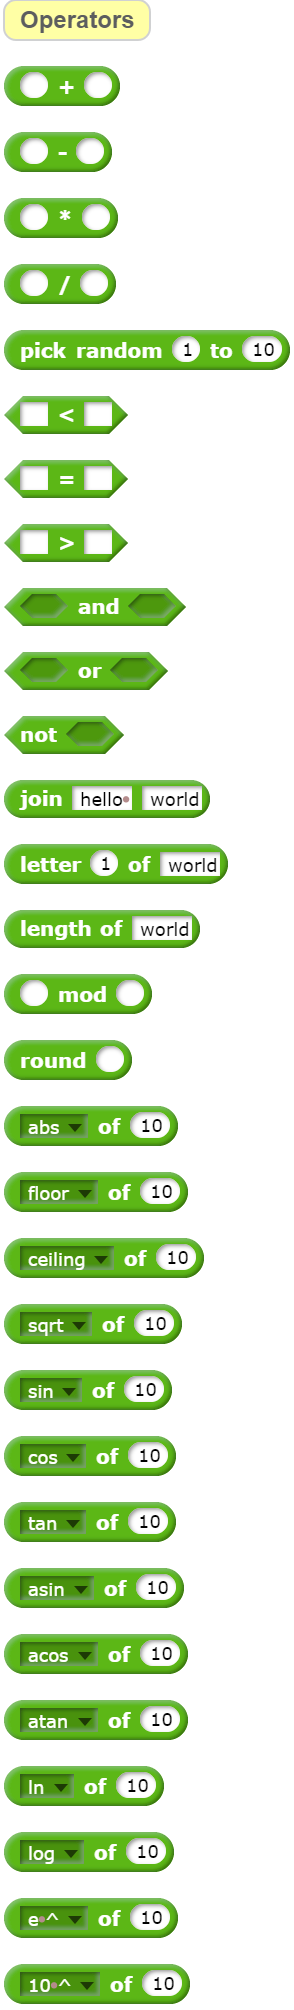 Operators
+
-
*
/
pick random 1 to 10
<
=
>
and
or
not
join hello world
letter 1 of world
length of world
mod
round
abs of 10
floor of 10
ceiling of 10
sqrt of 10
sin of 10
cos of 10
tan of 10
asin of 10
acos of 10
atan of 10
ln of 10
log of 10
e ^ of 10
10 ^ of 10